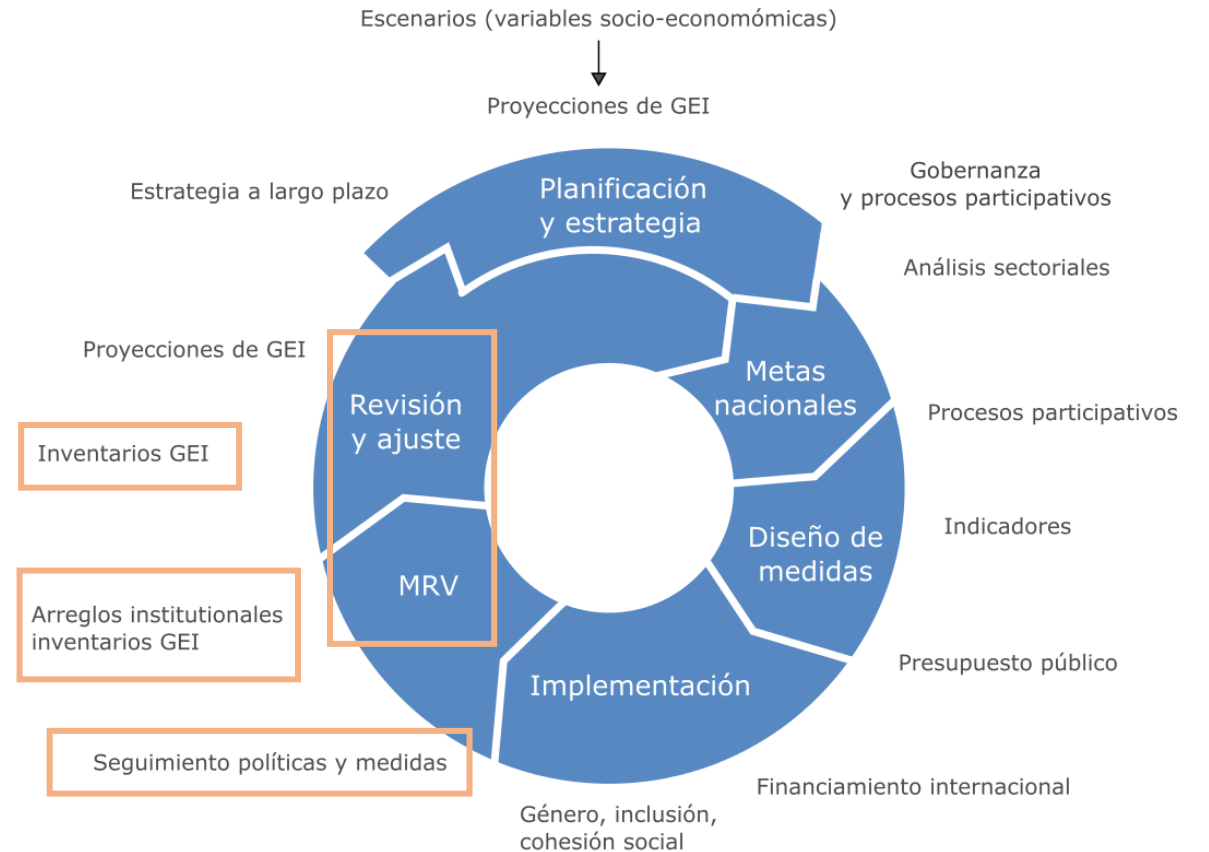 Escenarios (variables socio-economómicas)
Proyecciones de GEI
Planificación
y estrategia
Estrategia a largo plazo
Gobernanza
y procesos participativos
Análisis sectoriales
Proyecciones de GEI
Metas
nacionales
Revisión
y ajuste
Procesos participativos
Inventarios GEI
Indicadores
Diseño de
medidas
MRV
Arreglos institutionales
inventarios GEI
Presupuesto público
Implementación
Seguimiento políticas y medidas
Financiamiento internacional
Género, inclusión,
cohesión social